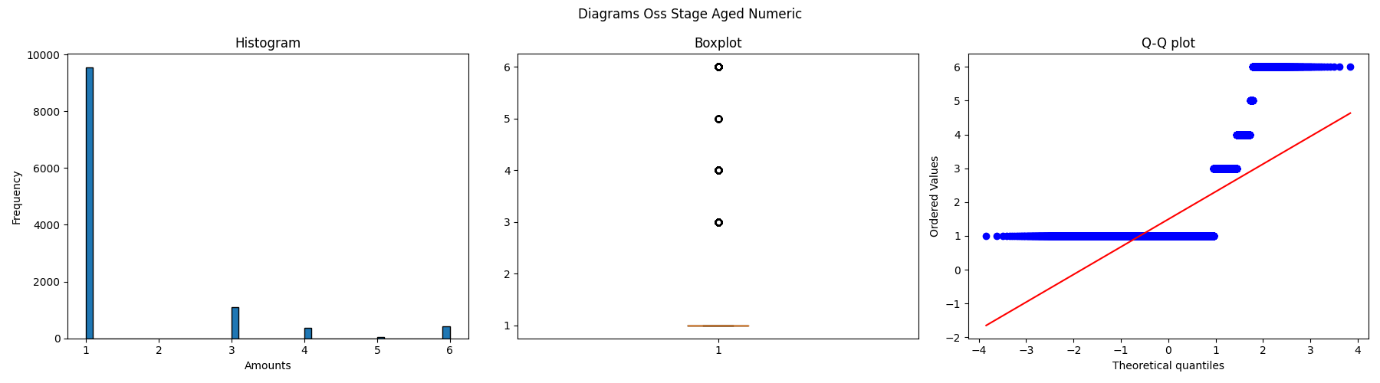 Diagrams Oss Stage Aged Numeric
Histogram
Frequency
10000
8000
6000
4000
2000
0
1 2 3 4 5 6
Amounts
Boxplot
6
5
4
3
2
1
1
Q-Q plot
Ordered Values
6
5
4
3
2
1
0
−1
−2
−4 −3 −2 −1 0 1 2 3 4
Theoretical quantiles